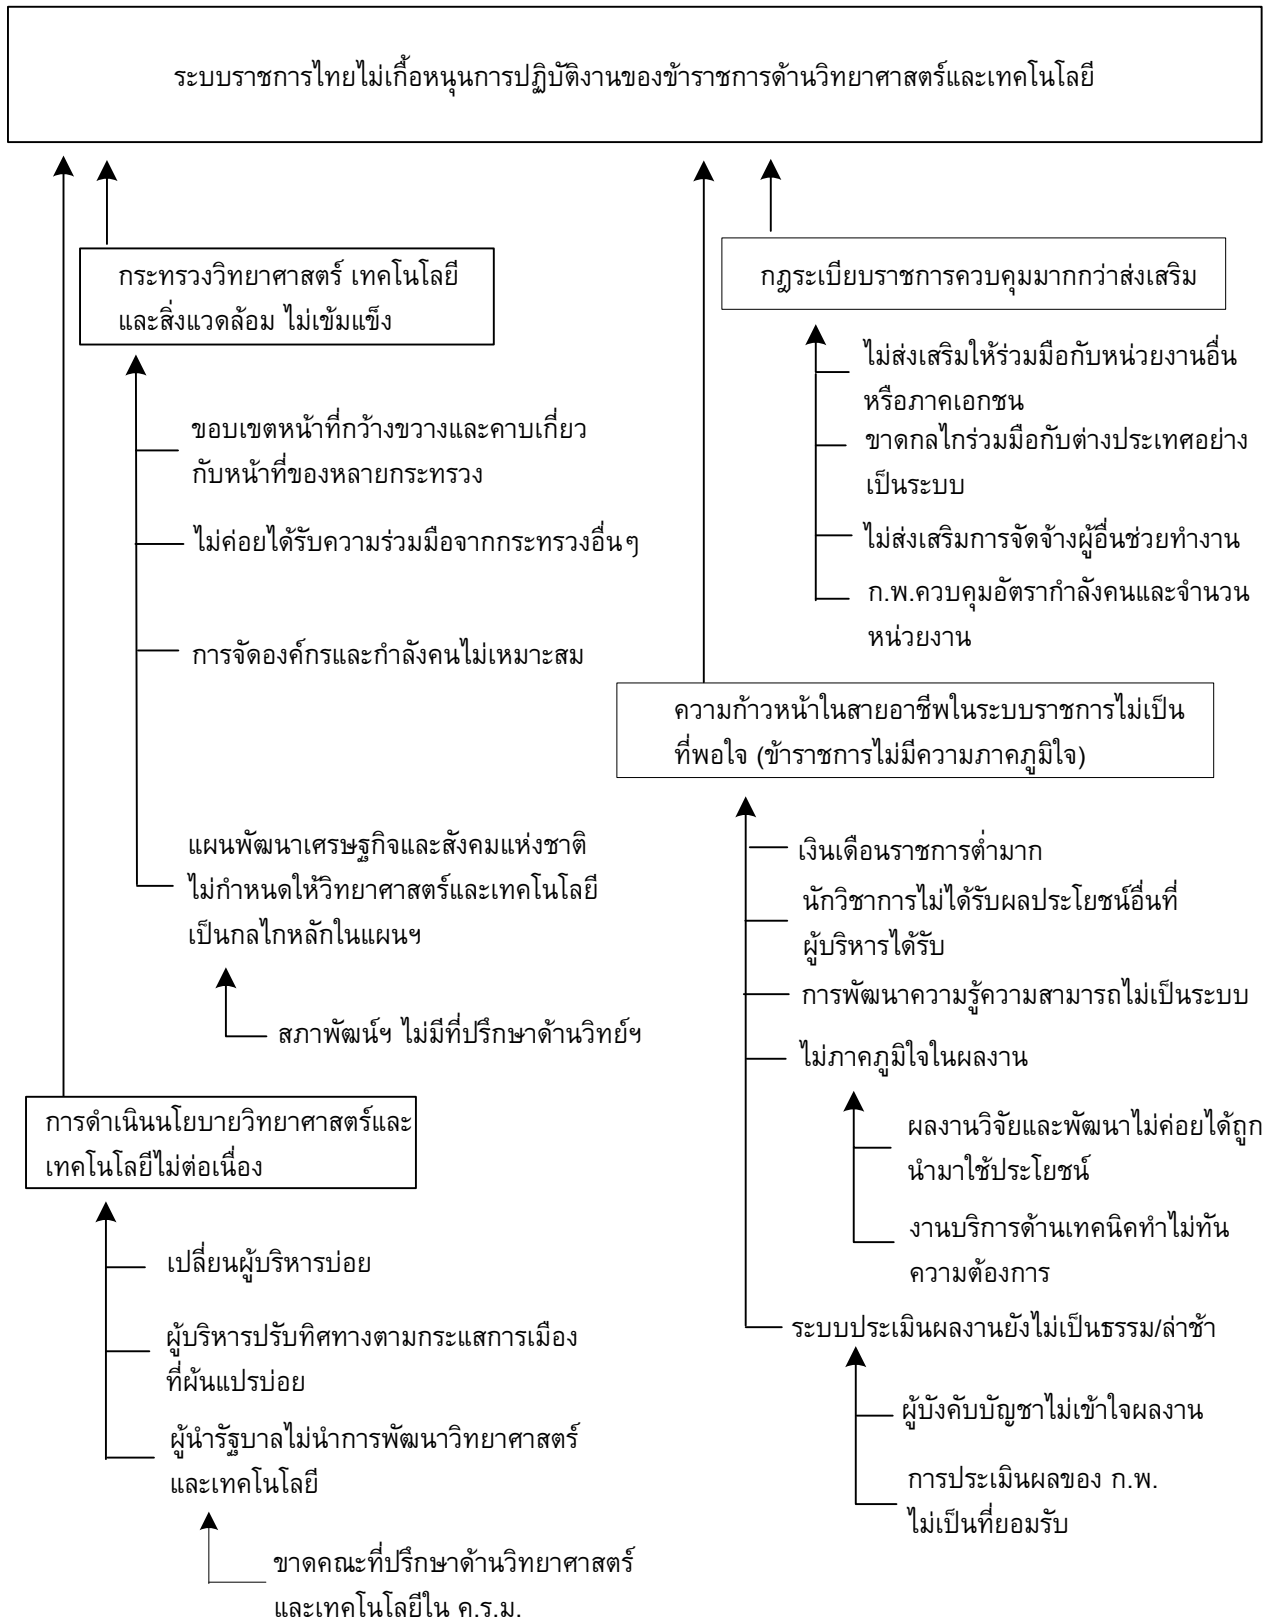 ระบบราชการไทยไม่เกื้อหนุนการปฏิบัติงานของข้าราชการด้านวิทยาศาสตร์และเทคโนโลยี
กระทรวงวิทยาศาสตร์ เทคโนโลยี
และสิ่งแวดล้อม ไม่เข้มแข็ง
ขอบเขตหน้าที่กว้างขวางและคาบเกี่ยว
กับหน้าที่ของหลายกระทรวง
ไม่ค่อยได้รับความร่วมมือจากกระทรวงอื่นๆ
การจัดองค์กรและกำลังคนไม่เหมาะสม
แผนพัฒนาเศรษฐกิจและสังคมแห่งชาติ
ไม่กำหนดให้วิทยาศาสตร์และเทคโนโลยี
เป็นกลไกหลักในแผนฯ
สภาพัฒน์ฯ ไม่มีที่ปรึกษาด้านวิทย์ฯ
การดำเนินนโยบายวิทยาศาสตร์และ
เทคโนโลยีไม่ต่อเนื่อง
เปลี่ยนผู้บริหารบ่อย
ผู้บริหารปรับทิศทางตามกระแสการเมือง
ที่ผันแปรบ่อย
ผู้นำรัฐบาลไม่นำการพัฒนาวิทยาศาสตร์
และเทคโนโลยี
ขาดคณะที่ปรึกษาด้านวิทยาศาสตร์
และเทคโนโลยีใน ค.ร.ม.
กฎระเบียบราชการควบคุมมากกว่าส่งเสริม
ไม่ส่งเสริมให้ร่วมมือกับหน่วยงานอื่น
หรือภาคเอกชน
ขาดกลไกร่วมมือกับต่างประเทศอย่าง
เป็นระบบ
ไม่ส่งเสริมการจัดจ้างผู้อื่นช่วยทำงาน
ก.พ.ควบคุมอัตรากำลังคนและจำนวน
หน่วยงาน
ความก้าวหน้าในสายอาชีพในระบบราชการไม่เป็น
ที่พอใจ (ข้าราชการไม่มีความภาคภูมิใจ)
เงินเดือนราชการต่ำมาก
นักวิชาการไม่ได้รับผลประโยชน์อื่นที่
ผู้บริหารได้รับ
การพัฒนาความรู้ความสามารถไม่เป็นระบบ
ไม่ภาคภูมิใจในผลงาน
ผลงานวิจัยและพัฒนาไม่ค่อยได้ถูก
นำมาใช้ประโยชน์
งานบริการด้านเทคนิคทำไม่ทัน
ความต้องการ
ระบบประเมินผลงานยังไม่เป็นธรรม/ล่าช้า
ผู้บังคับบัญชาไม่เข้าใจผลงาน
การประเมินผลของ ก.พ.
ไม่เป็นที่ยอมรับ